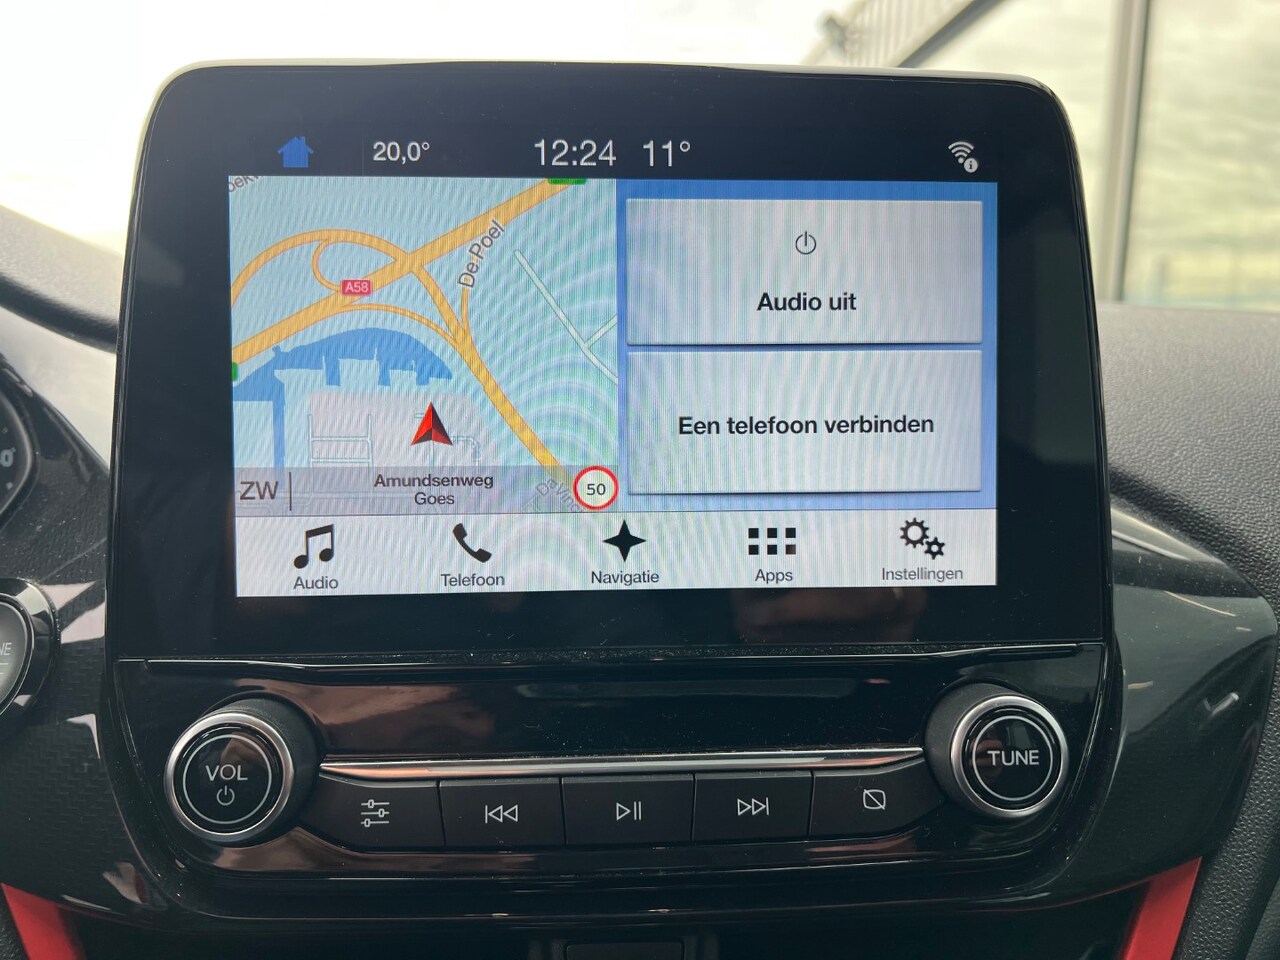 20,0° 12:24 11°
De Poel
A58
Audio uit
Een telefoon verbinden
ZW
Amundsenweg
Goes
50
Audio Telefoon Navigatie Apps Instellingen
VOL
TUNE